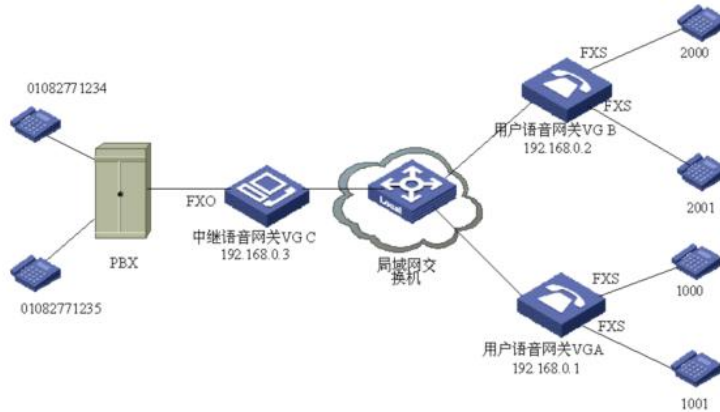 01082771234
01082771235
PBX
FXO
中继语音网关VG C
192.168.0.3
Local
局域网交
换机
用户语音网关VG B
192.168.0.2
FXS
FXS
2000
2001
用户语音网关VGA
192.168.0.1
FXS
FXS
1000
1001